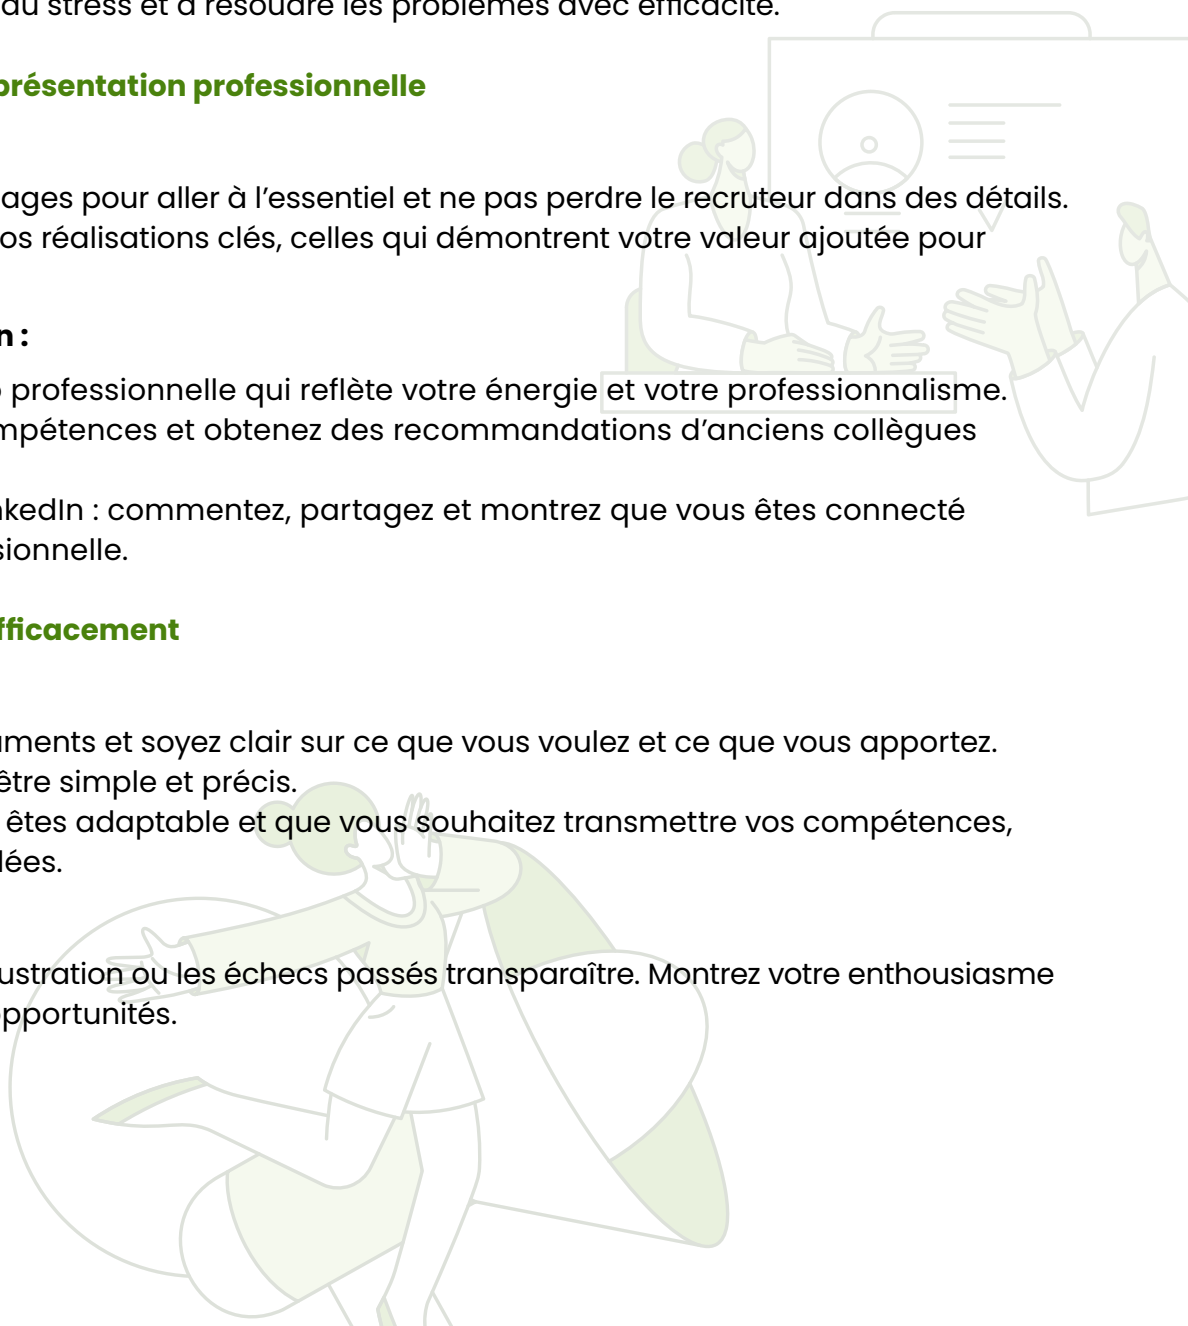 au stress et à résoudre les problèmes avec efficacité.
présentation professionnelle
ages pour aller à l’essentiel et ne pas perdre le recruteur dans des détails.
os réalisations clés, celles qui démontrent votre valeur ajoutée pour
n :
professionnelle qui reflète votre énergie et votre professionnalisme.
mpétences et obtenez des recommandations d’anciens collègues
nkedIn : commentez, partagez et montrez que vous êtes connecté
sionnelle.
fficacement
uments et soyez clair sur ce que vous voulez et ce que vous apportez.
être simple et précis.
êtes adaptable et que vous souhaitez transmettre vos compétences,
lées.
ustration ou les échecs passés transparaître. Montrez votre enthousiasme
opportunités.